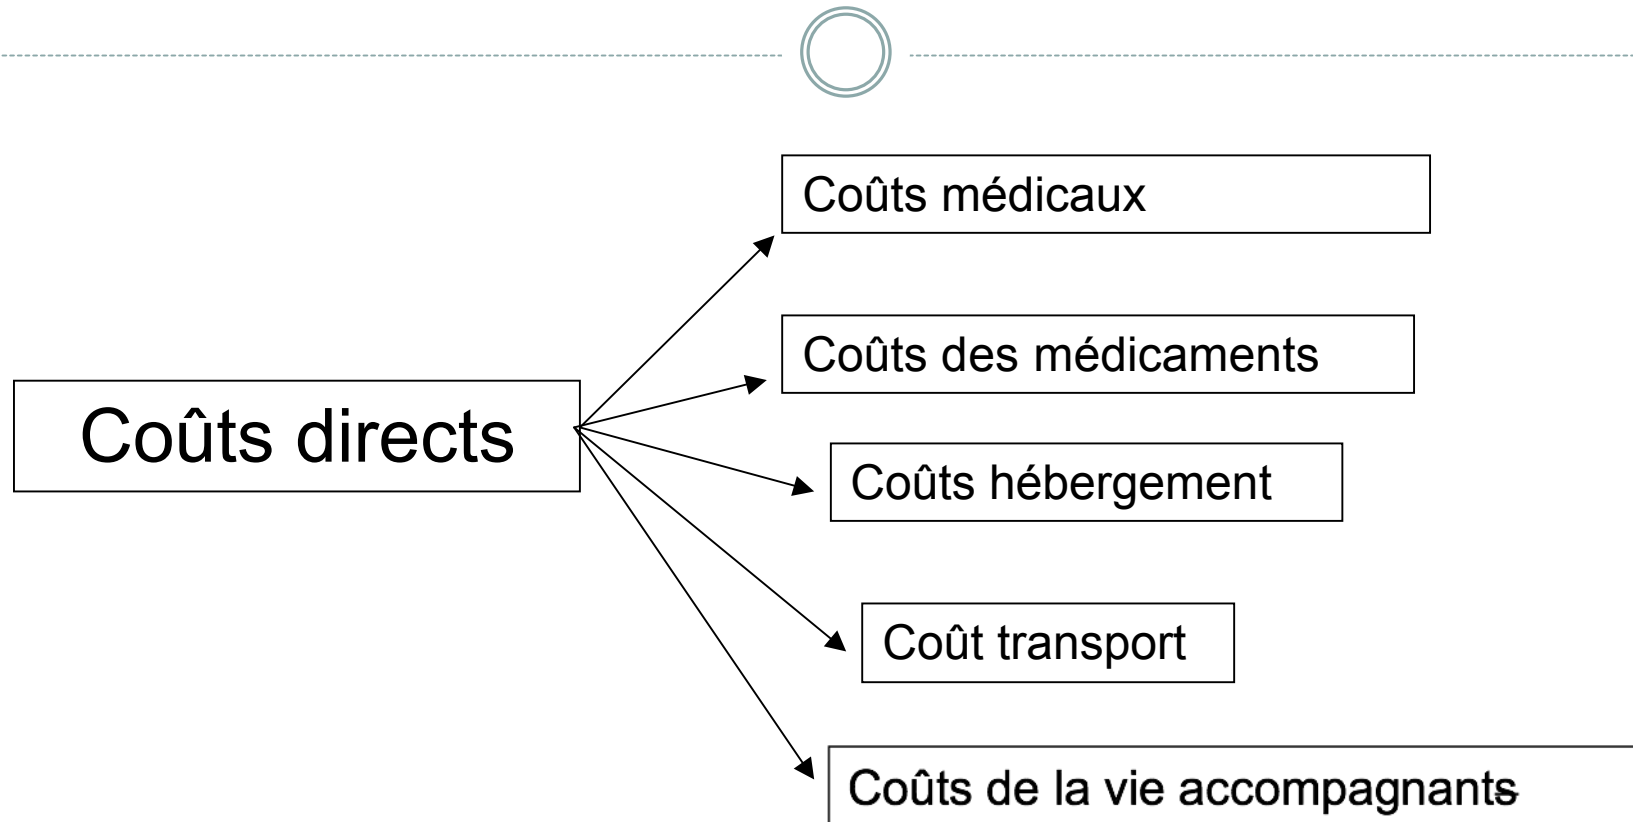 Coûts directs
Coûts médicaux
Coûts des médicaments
Coûts hébergement
Coût transport
Coûts de la vie accompagnants